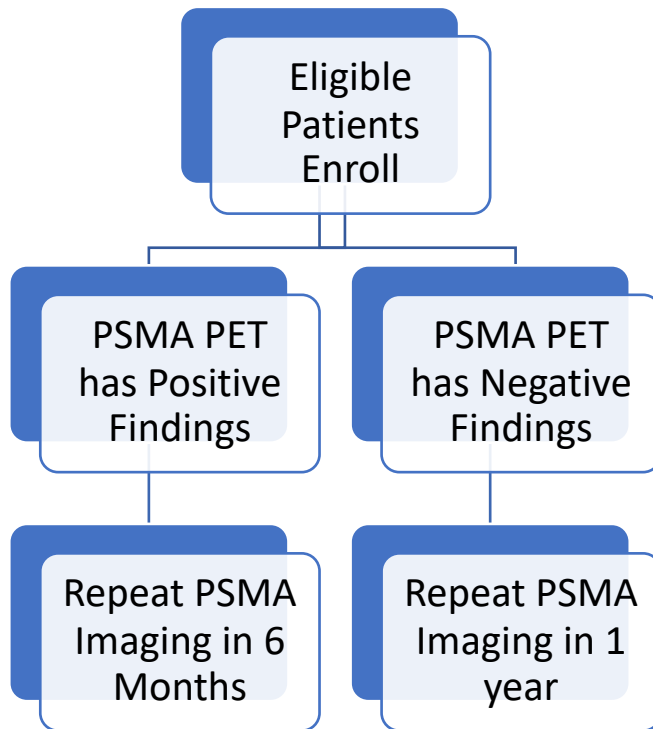 Eligible
Patients
Enroll
PSMA PET
has Positive
Findings
PSMA PET
has Negative
Findings
Repeat PSMA
Imaging in 6
Months
Repeat PSMA
Imaging in 1
year